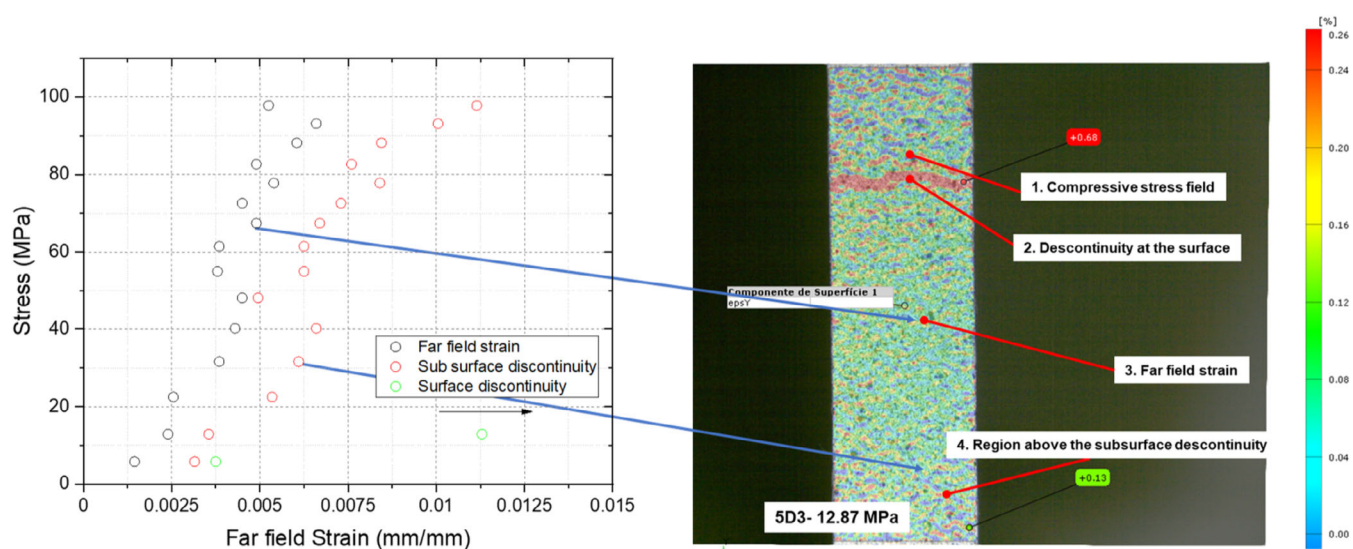 100
80
60
40
20
0
Stress (MPa)
0
0.0025
0.005
0.0075
0.01
0.0125
0.015
Far field Strain (mm/mm)
Far field strain
Sub surface discontinuity
Surface discontinuity
+0.68
1. Compressive stress field
2. Descontinuity at the surface
Componente de Superfície 1
epsY
3. Far field strain
4. Region above the subsurface descontinuity
+0.13
5D3- 12.87 MPa
[%]
0.26
0.24
0.20
0.16
0.12
0.08
0.04
0.00